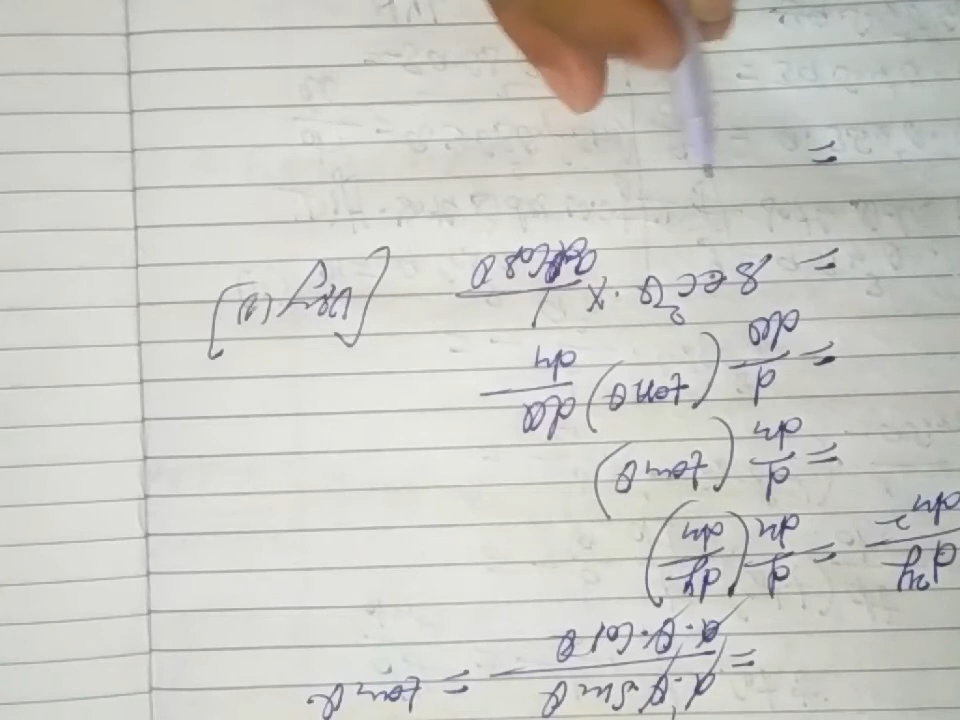 = a.θ sinθ / a.θ.cosθ = tanθ
d²y/dx² = d/dx (dy/dx)
= d/dx (tanθ)
= d/dθ (tanθ) dθ/dx
= sec²θ. x 1/aθcosθ
=